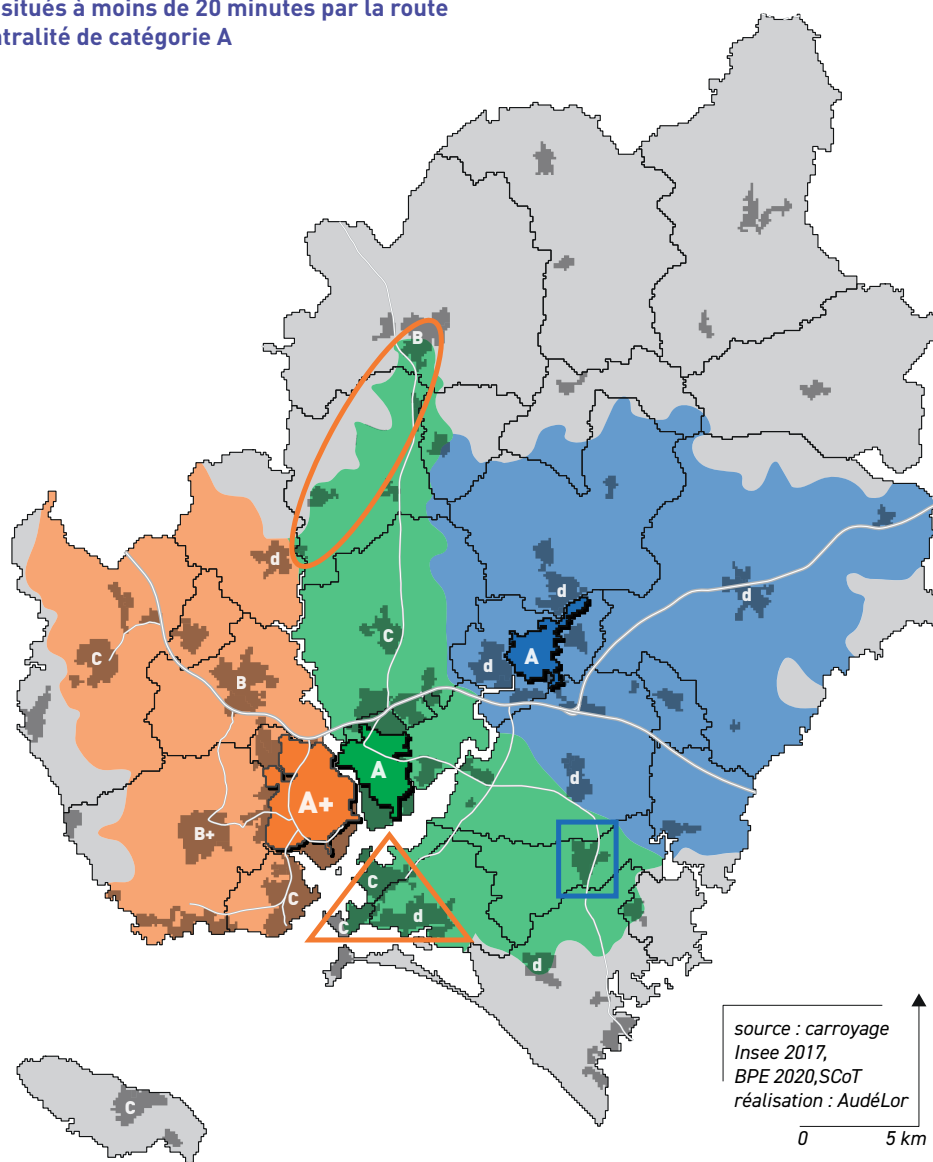 situés à moins de 20 minutes par la route
ntralité de catégorie A
B
d
C
d
C
B
d
A
d
A
d
A+
B+
C
C
d
C
d
C
source : carroyage
Insee 2017,
BPE 2020,SCoT
réalisation : AudéLor
0 5 km